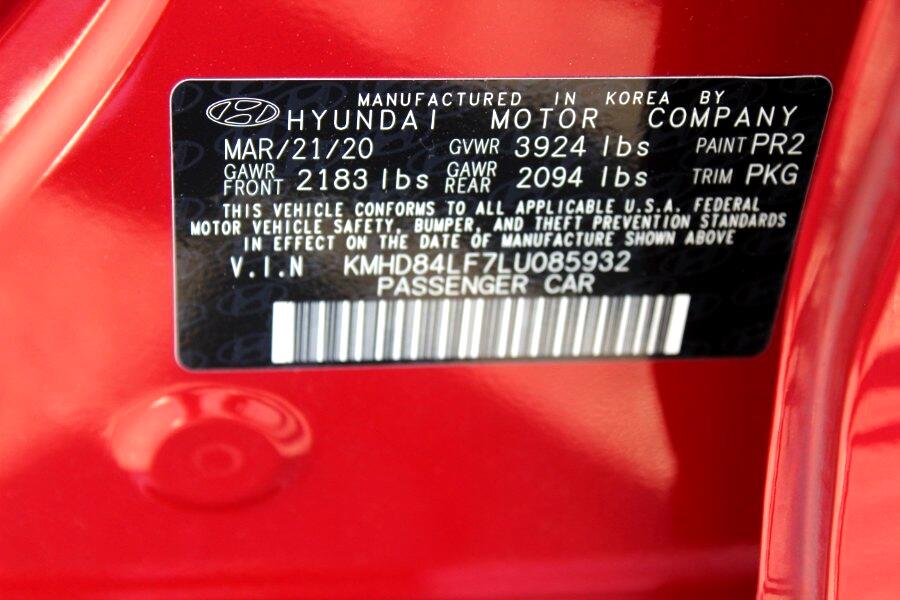 MANUFACTURED IN KOREA BY
HYUNDAI MOTOR COMPANY
MAR/21/20 GVWR 3924 lbs PAINT PR2
GAWR FRONT 2183 lbs GAWR REAR 2094 lbs TRIM PKG
THIS VEHICLE CONFORMS TO ALL APPLICABLE U.S.A. FEDERAL
MOTOR VEHICLE SAFETY, BUMPER, AND THEFT PREVENTION STANDARDS
IN EFFECT ON THE DATE OF MANUFACTURE SHOWN ABOVE
V.I.N KMHD84LF7LU085932
PASSENGER CAR